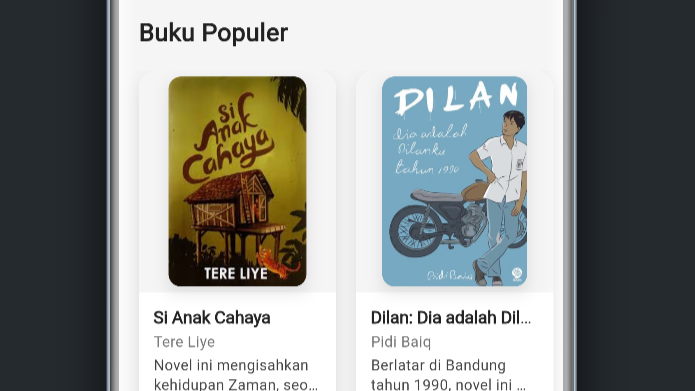 Buku Populer
Si
Anak
Cahaya
TERE LIYE
DILAN
dia adalah
Dilanku
tahun 1990
Pidi Baiq
Si Anak Cahaya
Tere Liye
Novel ini mengisahkan
kehidupan Zaman, seo...
Dilan: Dia adalah Dil...
Pidi Baiq
Berlatar di Bandung
tahun 1990, novel ini ...